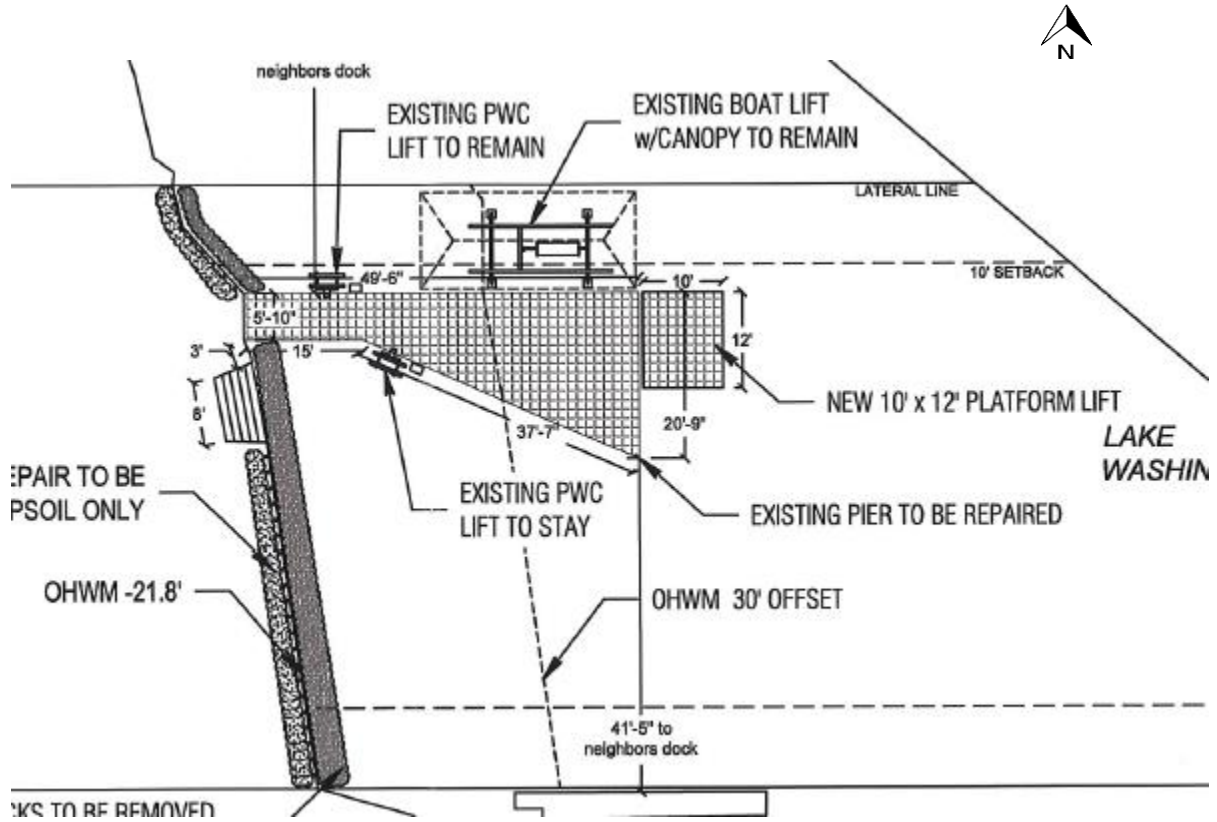 N
neighbors dock
EXISTING PWC
LIFT TO REMAIN
EXISTING BOAT LIFT
w/CANOPY TO REMAIN
LATERAL LINE
10' SETBACK
49'-6"
10'
5'-10"
12'
3'
15'
NEW 10' x 12' PLATFORM LIFT
20'-9"
37'-7"
LAKE
WASHIN
EPAIR TO BE
PSOIL ONLY
EXISTING PWC
LIFT TO STAY
EXISTING PIER TO BE REPAIRED
OHWM -21.8'
OHWM 30' OFFSET
41'-5" to
neighbors dock
CKS TO BE REMOVED